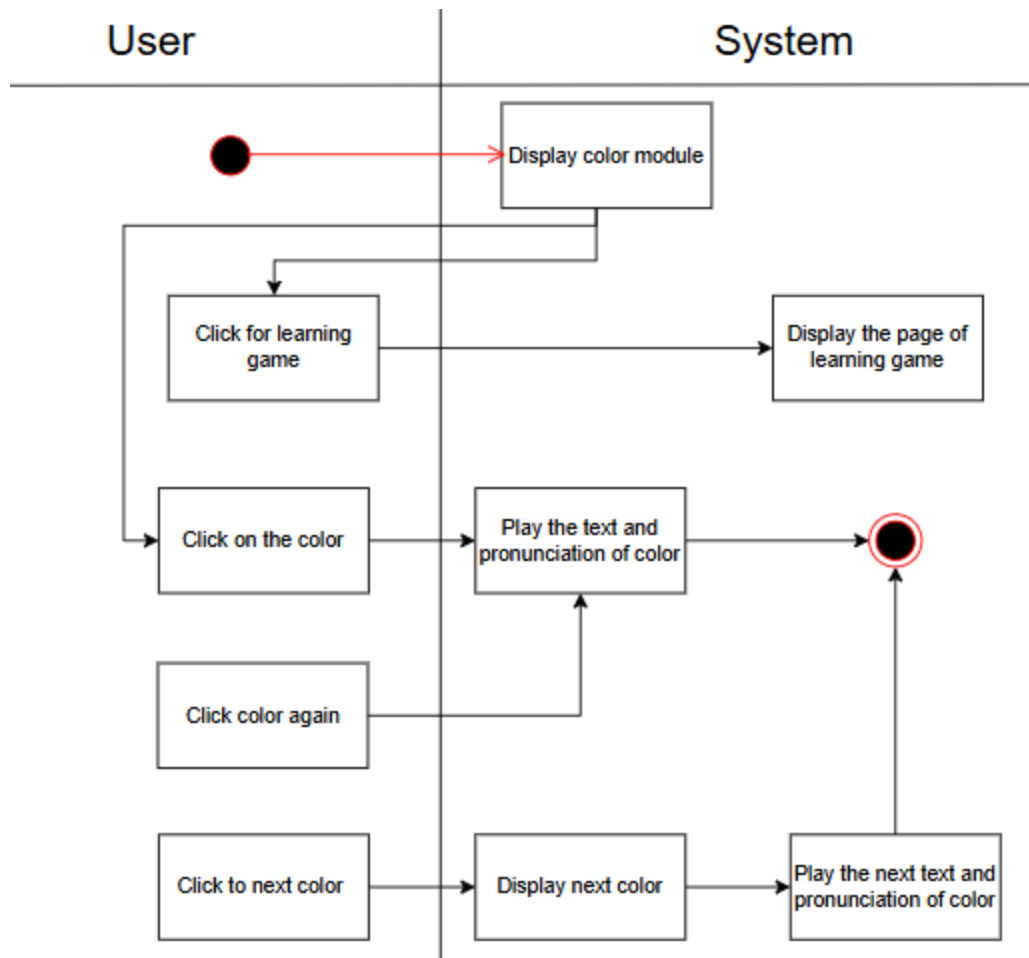 User
System
Display color module
Click for learning
game
Display the page of
learning game
Click on the color
Play the text and
pronunciation of color
Click color again
Click to next color
Display next color
Play the next text and
pronunciation of color